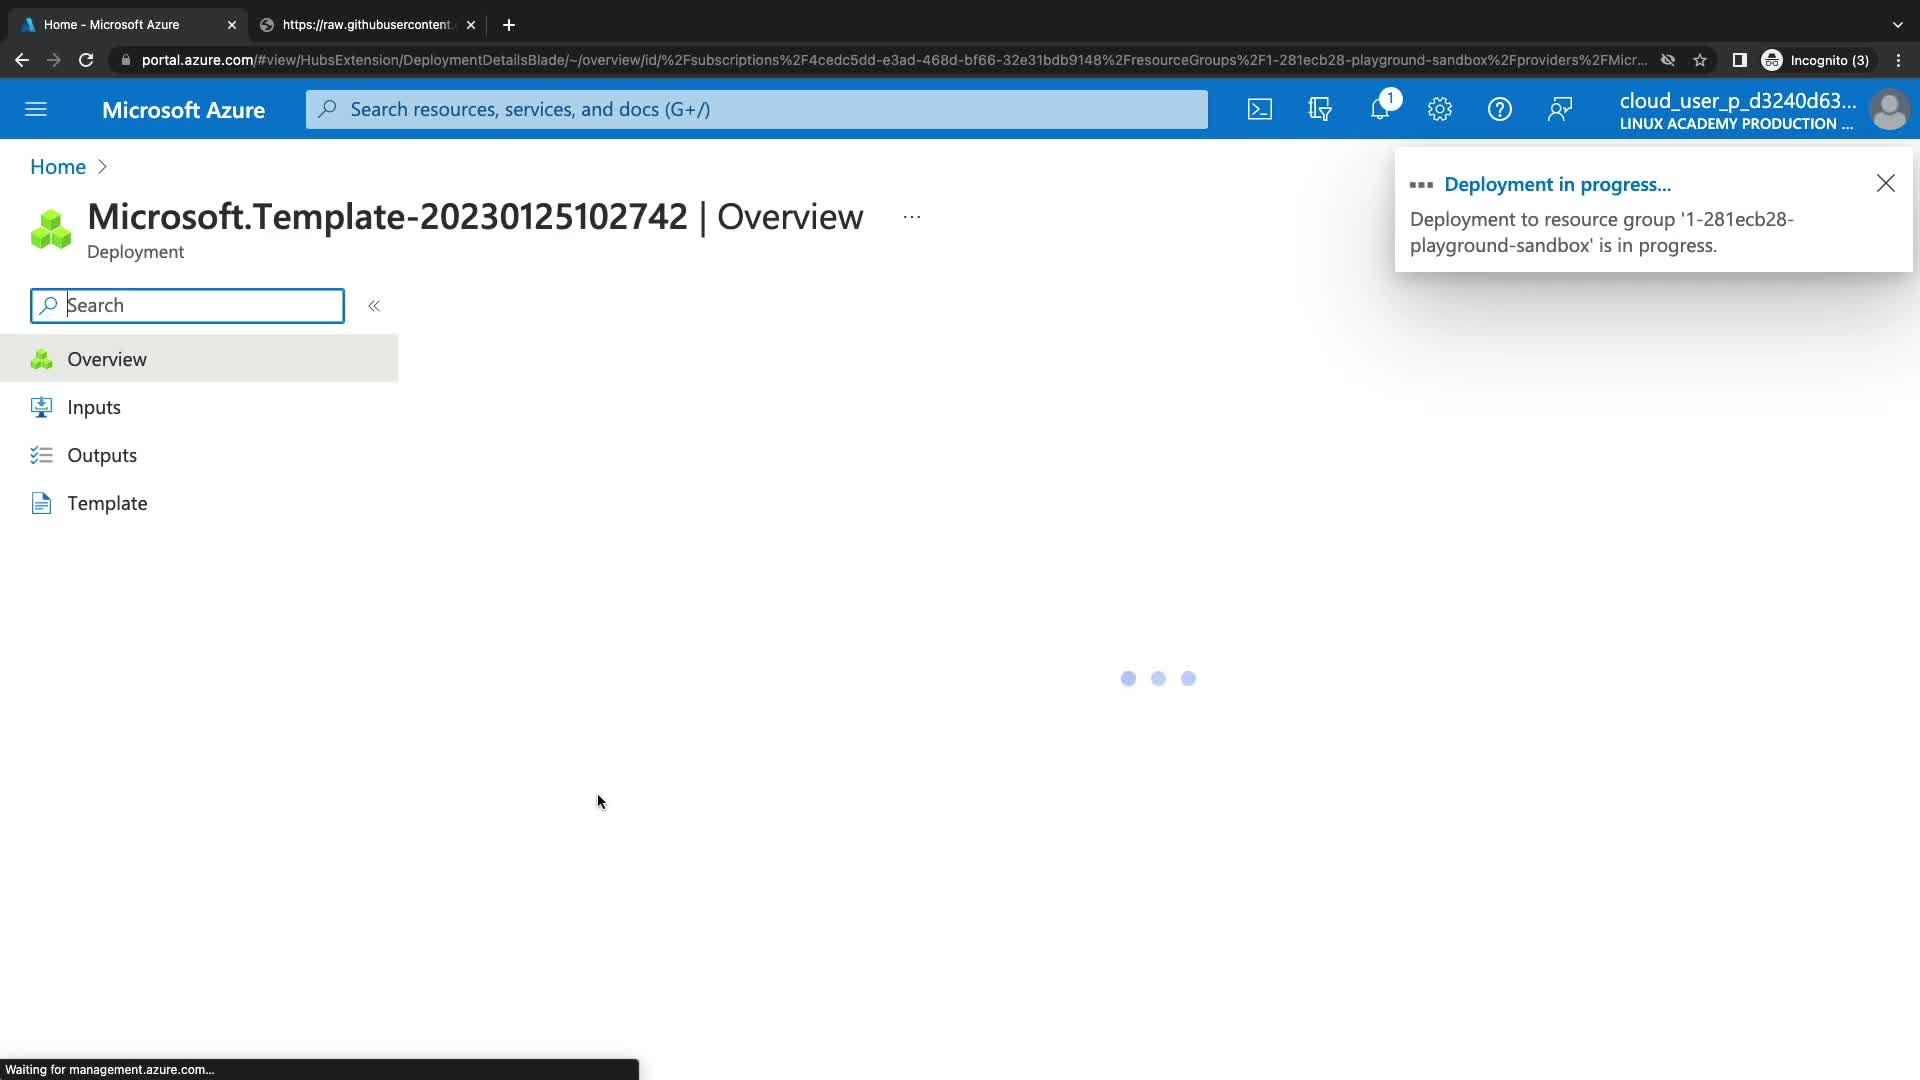 Home - Microsoft Azure
https://raw.githubusercontent.
portal.azure.com/#view/HubsExtension/DeploymentDetailsBlade/~/overview/id/%2Fsubscriptions%2F4cedc5dd-e3ad-468d-bf66-32e31bdb9148%2FresourceGroups%2F1-281ecb28-playground-sandbox%2Fproviders%2FMicr...
Incognito (3)
Microsoft Azure
Search resources, services, and docs (G+/)
1
cloud_user_p_d3240d63...
LINUX ACADEMY PRODUCTION ...
Home
Deployment in progress...
Deployment to resource group '1-281ecb28-
playground-sandbox' is in progress.
Microsoft.Template-20230125102742 | Overview ...
Deployment
Search
Overview
Inputs
Outputs
Template
Waiting for management.azure.com...